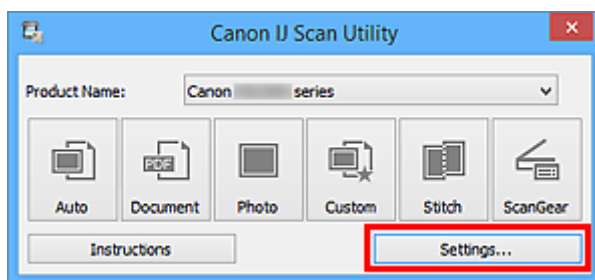 Canon IJ Scan Utility
Product Name: Canon series
PDF
Auto Document Photo Custom Stitch ScanGear
Instructions Settings...